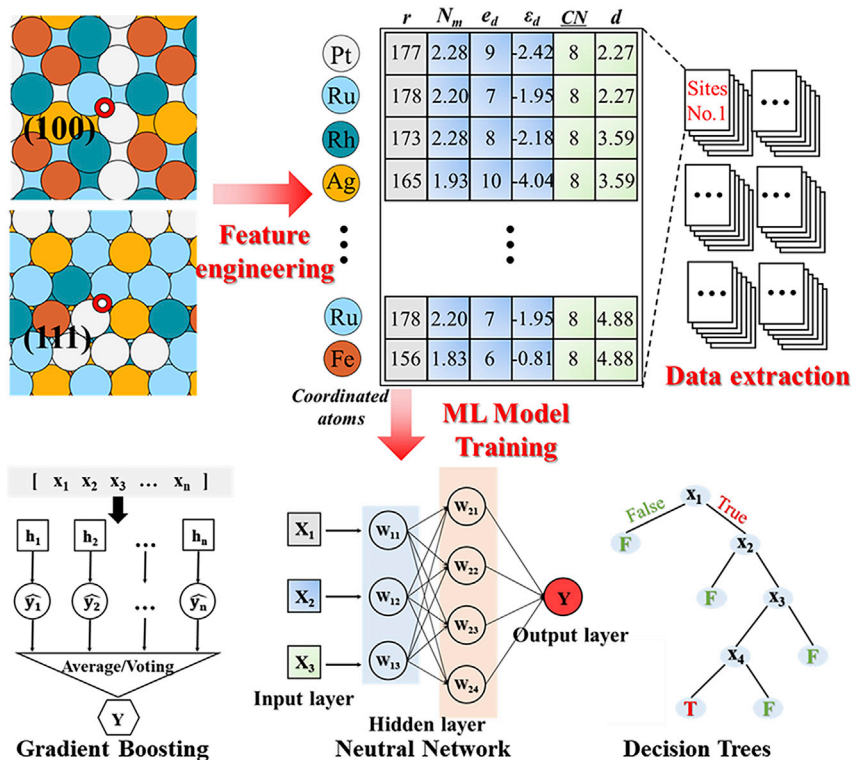 r N_m e_d ε_d CN d
Pt 177 2.28 9 -2.42 8 2.27
Ru 178 2.20 7 -1.95 8 2.27
Rh 173 2.28 8 -2.18 8 3.59
Ag 165 1.93 10 -4.04 8 3.59
Ru 178 2.20 7 -1.95 8 4.88
Fe 156 1.83 6 -0.81 8 4.88
Coordinated
atoms
(100)
(111)
Feature
engineering
Sites
No.1
Data extraction
ML Model
Training
[ x₁ x₂ x₃ … xₙ ]
h₁ h₂ … hₙ
ŷ₁ ŷ₂ … ŷₙ
Average/Voting
Y
Gradient Boosting
X₁
X₂
X₃
Input layer
w₁₁
w₁₂
w₁₃
w₂₁
w₂₂
w₂₃
w₂₄
Hidden layer
Y
Output layer
Neutral Network
x₁
False True
F x₂
F x₃
x₄ F
T F
Decision Trees